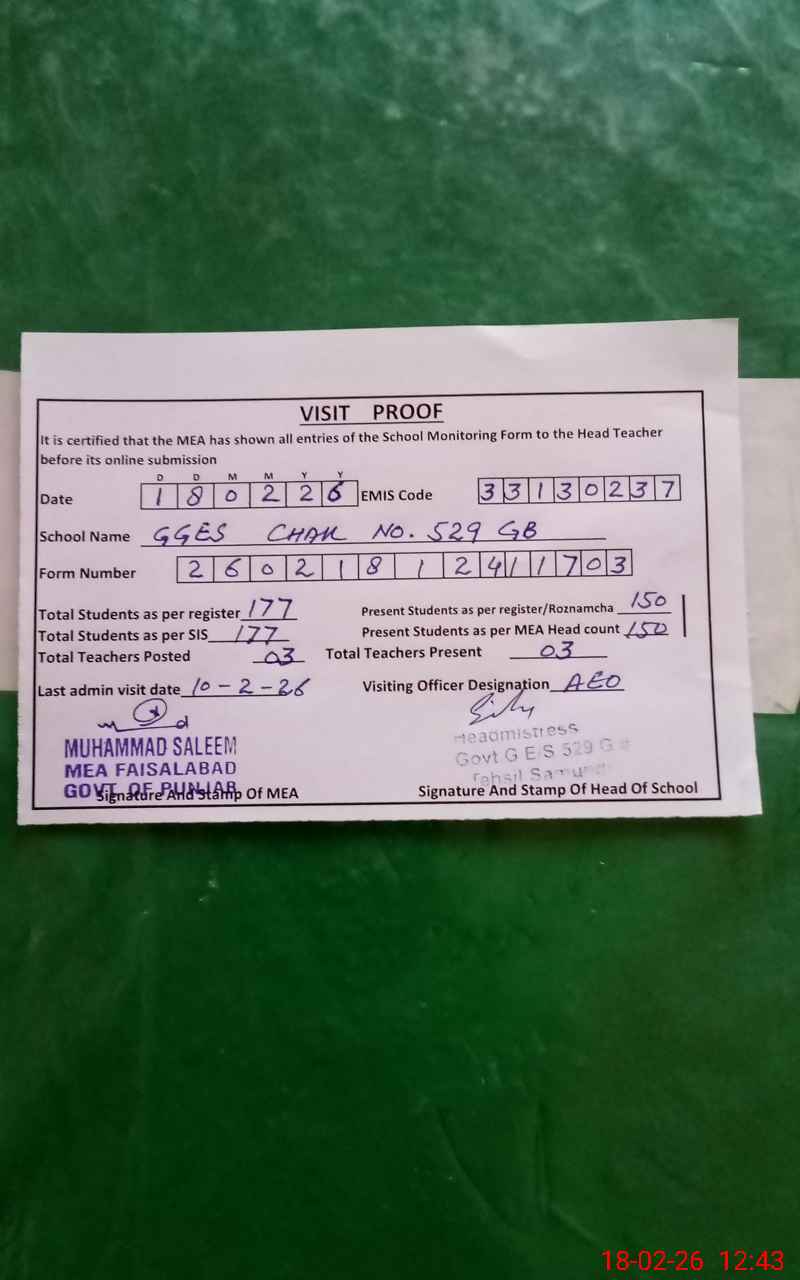 VISIT PROOF
It is certified that the MEA has shown all entries of the School Monitoring Form to the Head Teacher
before its online submission
D D M M Y Y
Date 1 8 0 2 2 6 EMIS Code 3 3 1 3 0 2 3 7
School Name GGES CHAK NO. 529 GB
Form Number 2 6 0 2 1 8 1 2 4 1 1 7 0 3
Total Students as per register 177 Present Students as per register/Roznamcha 150
Total Students as per SIS 177 Present Students as per MEA Head count 150
Total Teachers Posted 03 Total Teachers Present 03
Last admin visit date 10-2-26 Visiting Officer Designation AEO
MUHAMMAD SALEEM
MEA FAISALABAD
GOVT. OF PUNJAB
Signature And Stamp Of MEA
Headmistress
Govt G E S 529 G
Tehsil
Signature And Stamp Of Head Of School
18-02-26 12:43